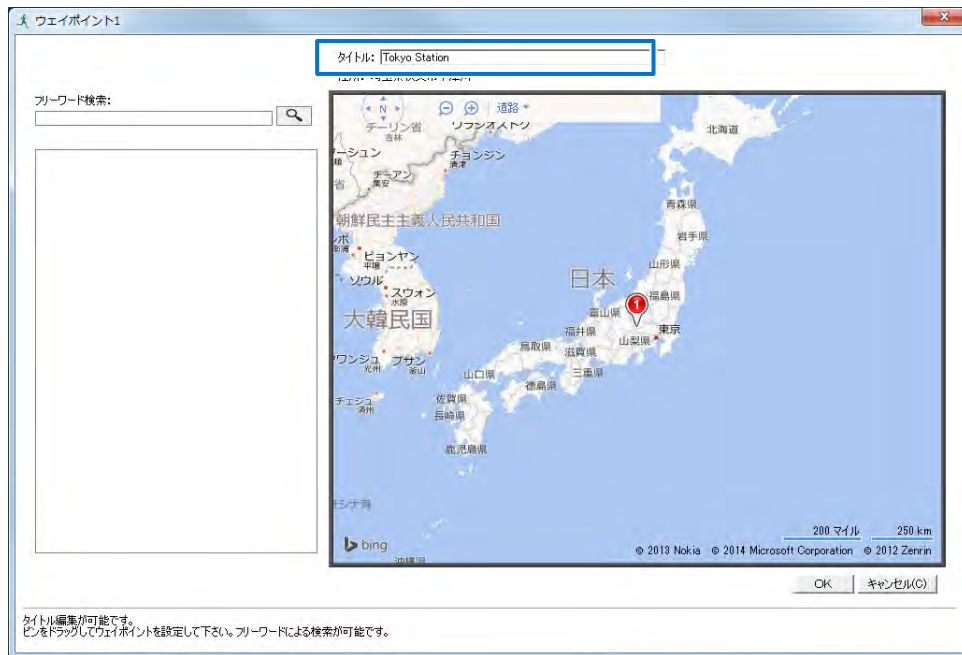 ウェイポイント1
タイトル: Tokyo Station
フリーワード検索:
N
道路
チーリン省
吉林
ウラジオストク
北海道
チョンジン
清津
チーアン
集安
青森県
朝鮮民主主義人民共和国
岩手県
ピョンヤン
平壌
山形県
日本
ソウル
スウォン
水原
福島県
1
富山県
大韓民国
東京
福井県
山梨県
鳥取県
滋賀県
プサン
釜山
光州
三重県
山口県
徳島県
チェジュ
済州
佐賀県
長崎県
鹿児島県
200 マイル
250 km
bing
© 2013 Nokia © 2014 Microsoft Corporation © 2012 Zenrin
沖縄県
OK
キャンセル(C)
タイトル編集が可能です。
ピンをドラッグしてウェイポイントを設定して下さい。フリーワードによる検索が可能です。